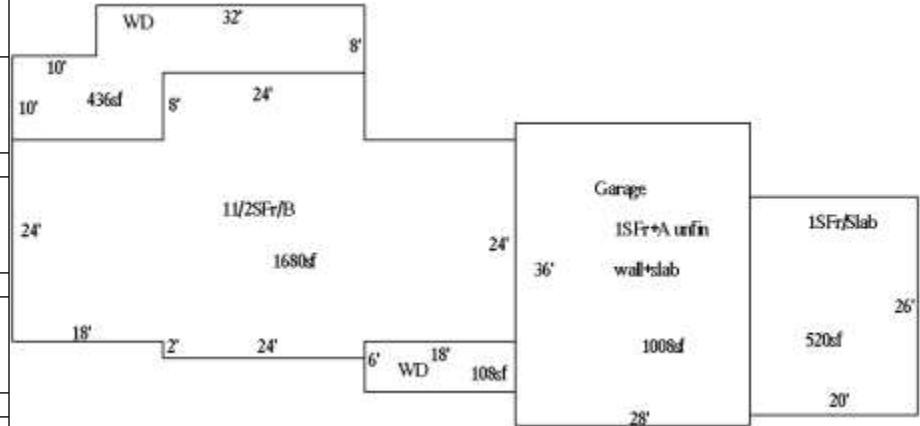 WD
32'
8'
10'
10'
436sf
8'
24'
Garage
11/2SFr/B
1SFr+A unfin
1SFr/Slab
24'
24'
1680sf
36'
wall+slab
26'
18'
2'
24'
6'
18'
WD
108sf
1008sf
520sf
28'
20'